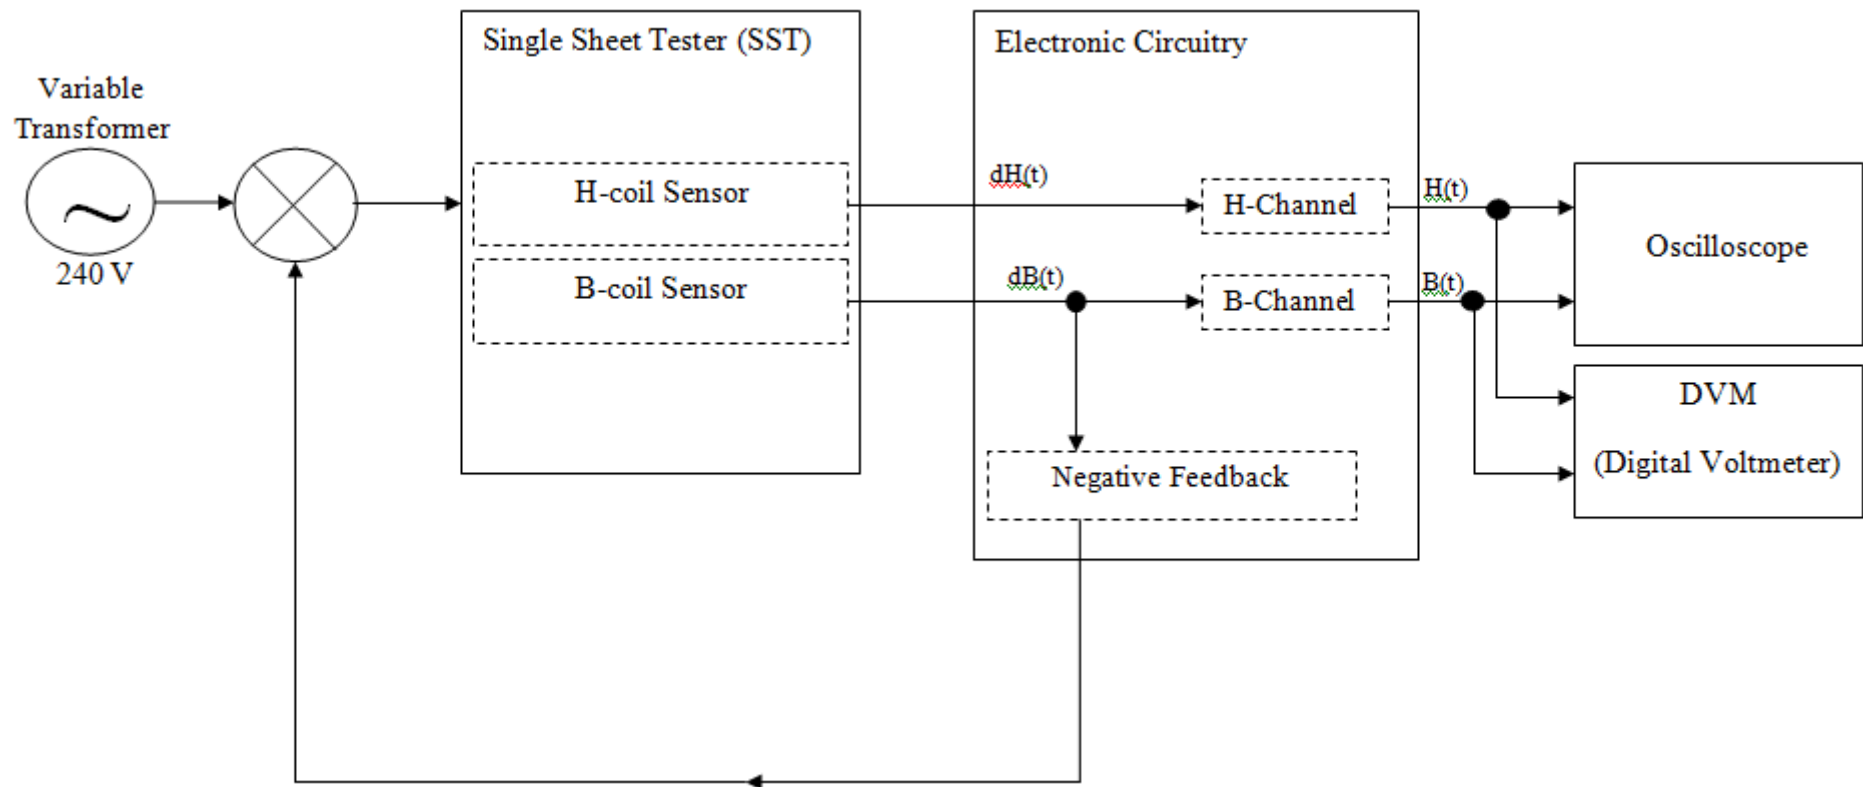 Variable
Transformer
240 V
Single Sheet Tester (SST)
H-coil Sensor
B-coil Sensor
Electronic Circuitry
dH(t)
dB(t)
H-Channel
B-Channel
Negative Feedback
H(t)
B(t)
Oscilloscope
DVM
(Digital Voltmeter)